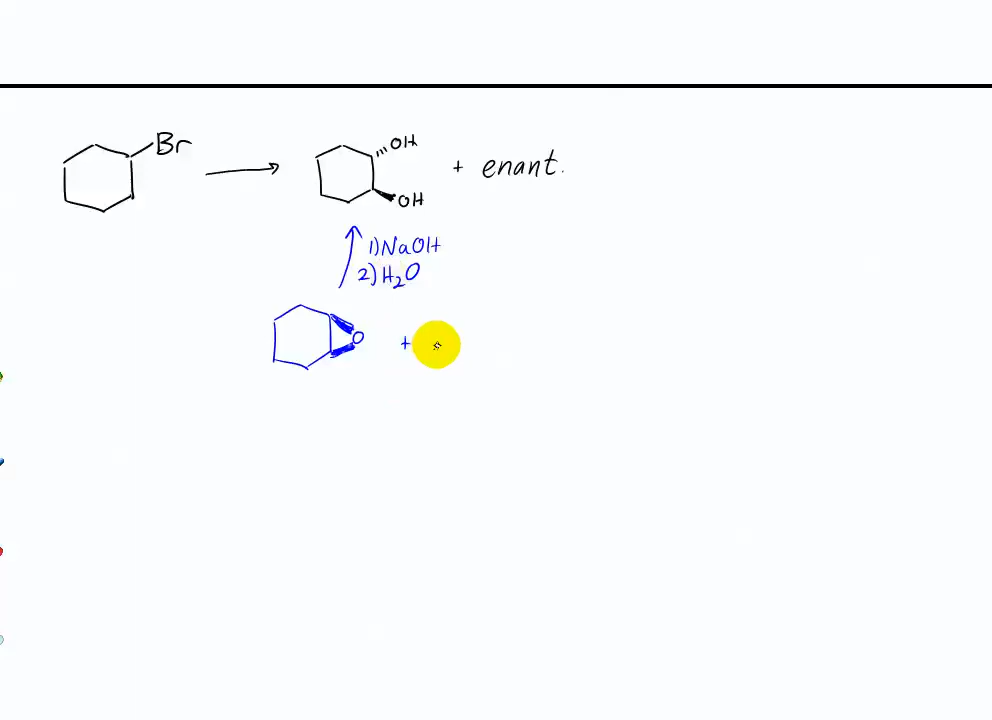 Br
OH
OH
+ enant.
1) NaOH
2) H₂O
O +